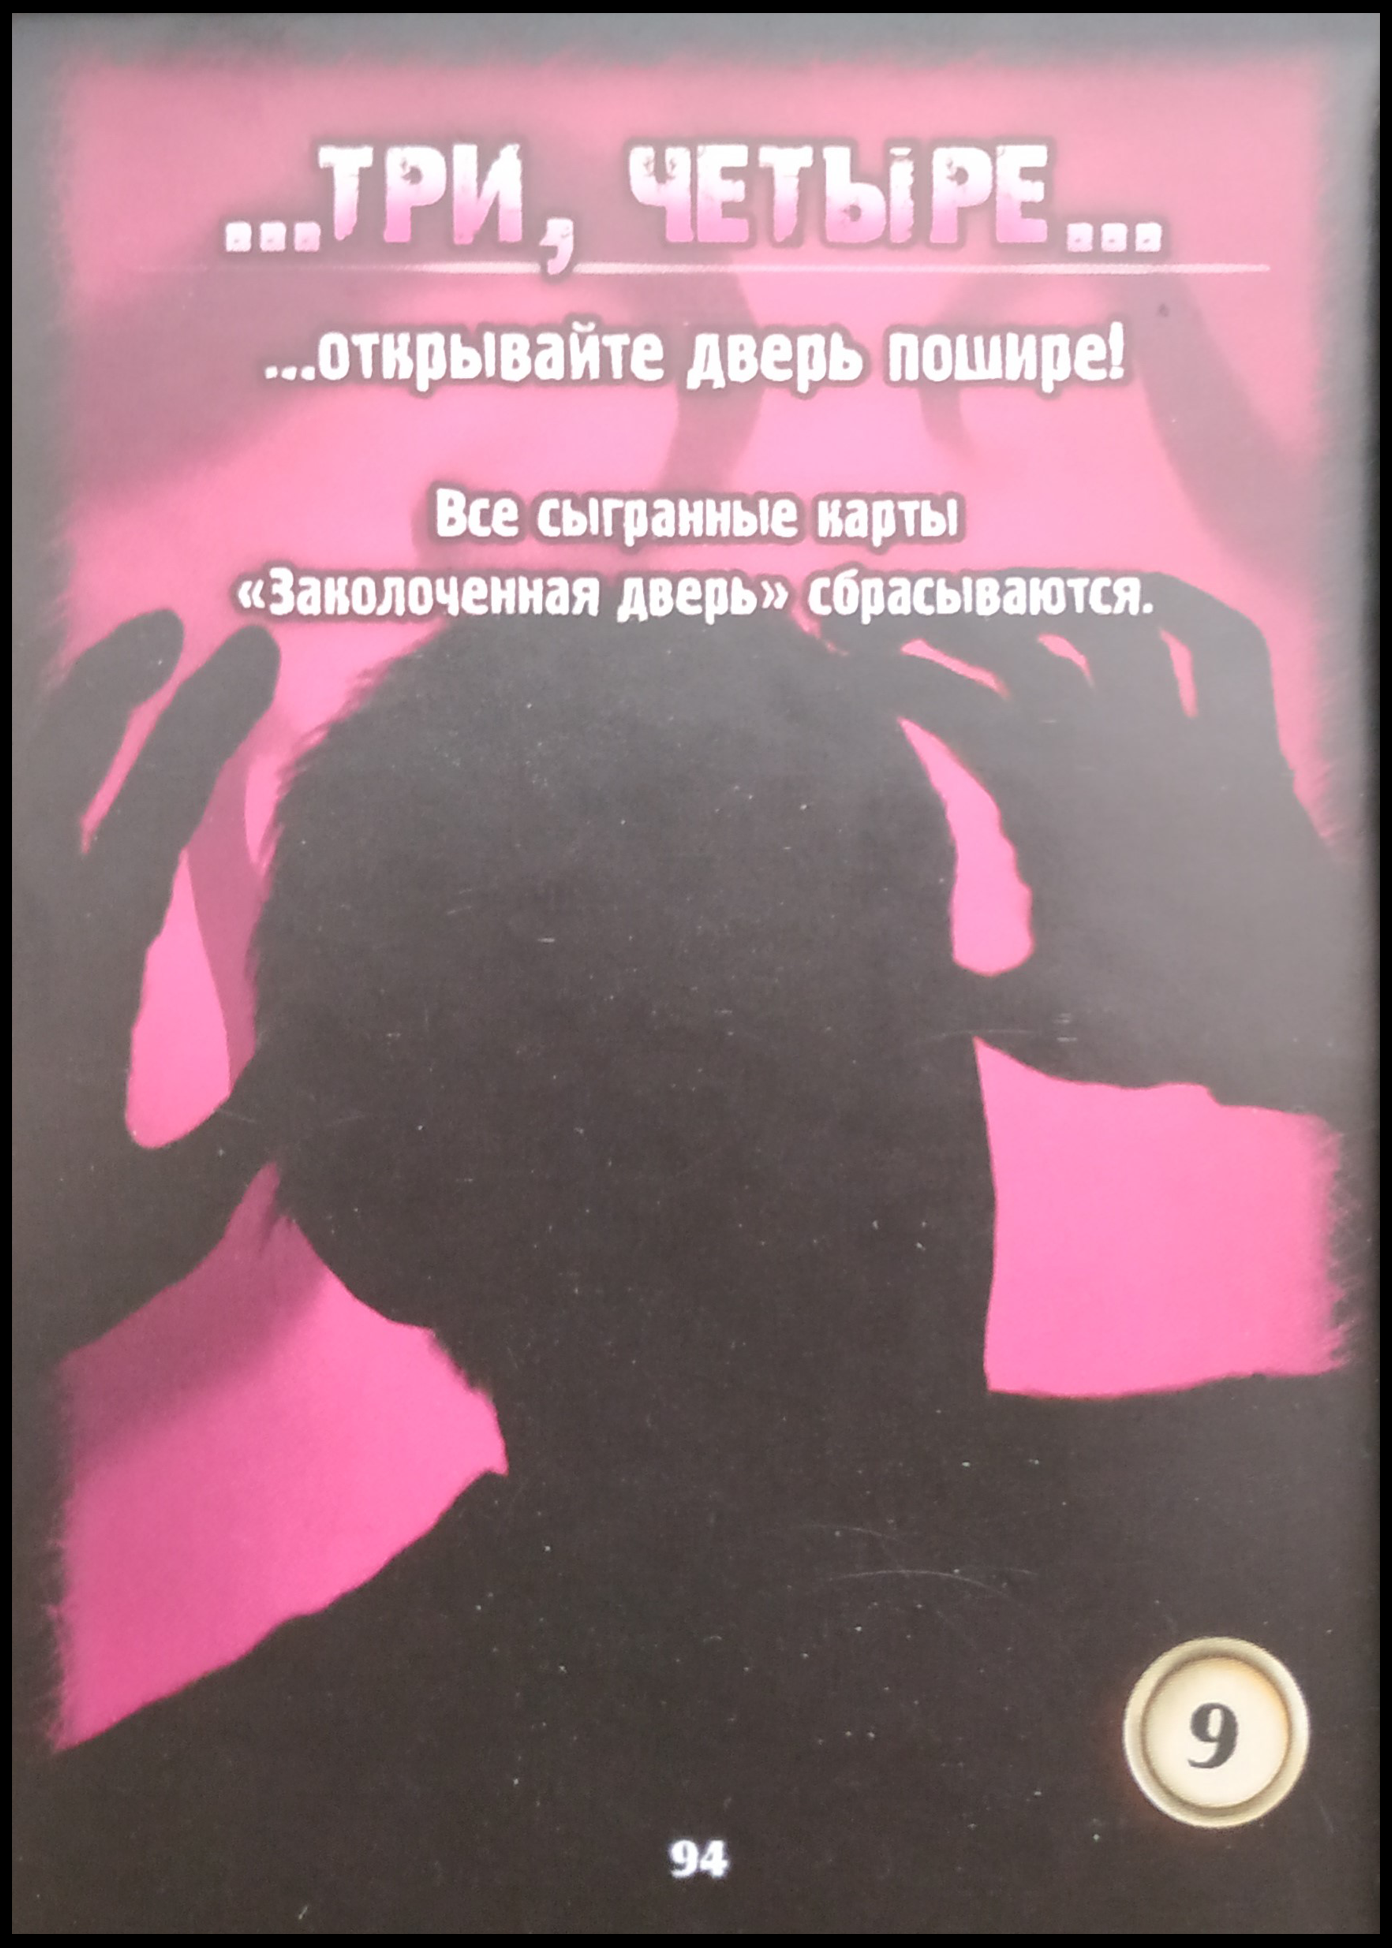 ...ТРИ, ЧЕТЫРЕ...
...открывайте дверь пошире!
Все сыгранные карты
«Заколоченная дверь» сбрасываются.
9
94